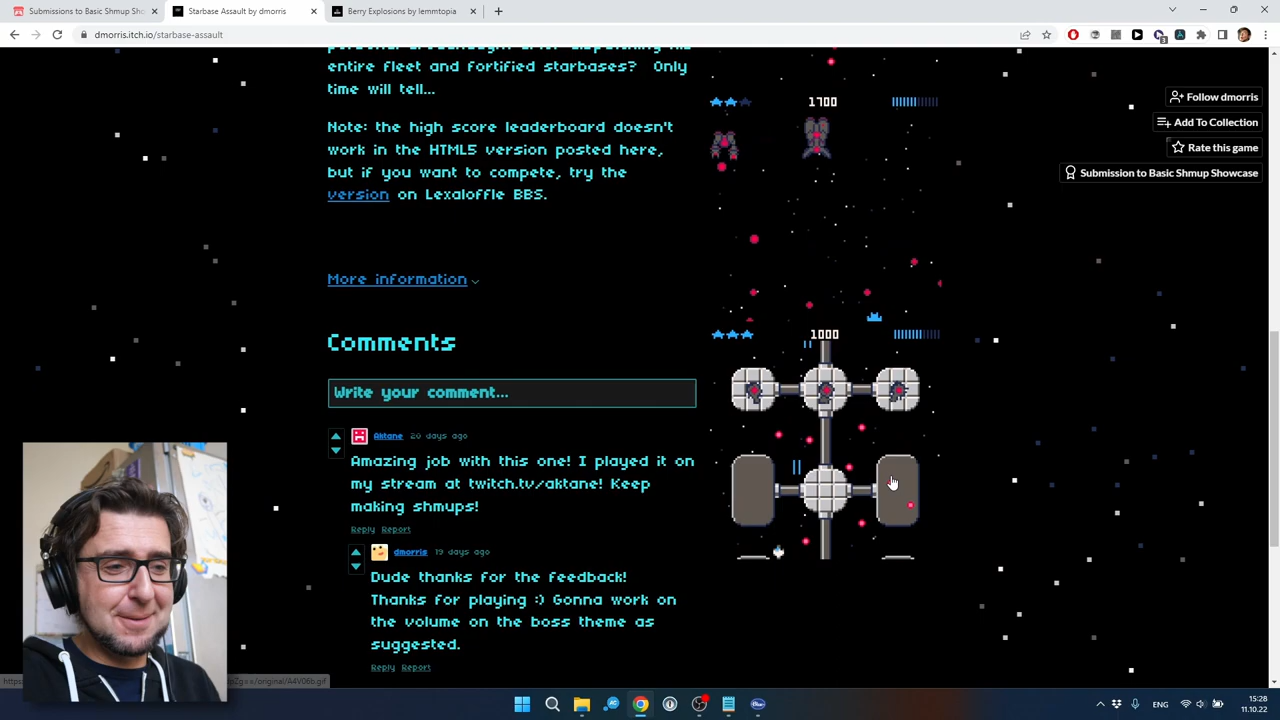 Submissions to Basic Shmup Sho
Starbase Assault by dmorris
Berry Explosions by lemmtopia
dmorris.itch.io/starbase-assault
entire fleet and fortified starbases? Only
time will tell...
Note: the high score leaderboard doesn't
work in the HTML5 version posted here,
but if you want to compete, try the
version on Lexaloffle BBS.
More information
Comments
Write your comment...
Aktane 20 days ago
Amazing job with this one! I played it on
my stream at twitch.tv/aktane! Keep
making shmups!
Reply Report
dmorris 19 days ago
Dude thanks for the feedback!
Thanks for playing :) Gonna work on
the volume on the boss theme as
suggested.
Reply Report
1700
1000
Follow dmorris
Add To Collection
Rate this game
Submission to Basic Shmup Showcase
ENG
15:28
11.10.22